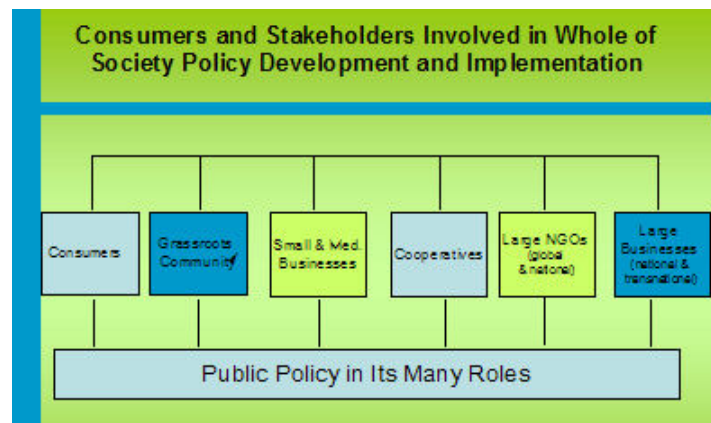 Consumers and Stakeholders Involved in Whole of
Society Policy Development and Implementation
Consumers
Grassroots
Community
Small & Med.
Businesses
Cooperatives
Large NGOs
(global
& national)
Large
Businesses
(national &
transnational)
Public Policy in Its Many Roles